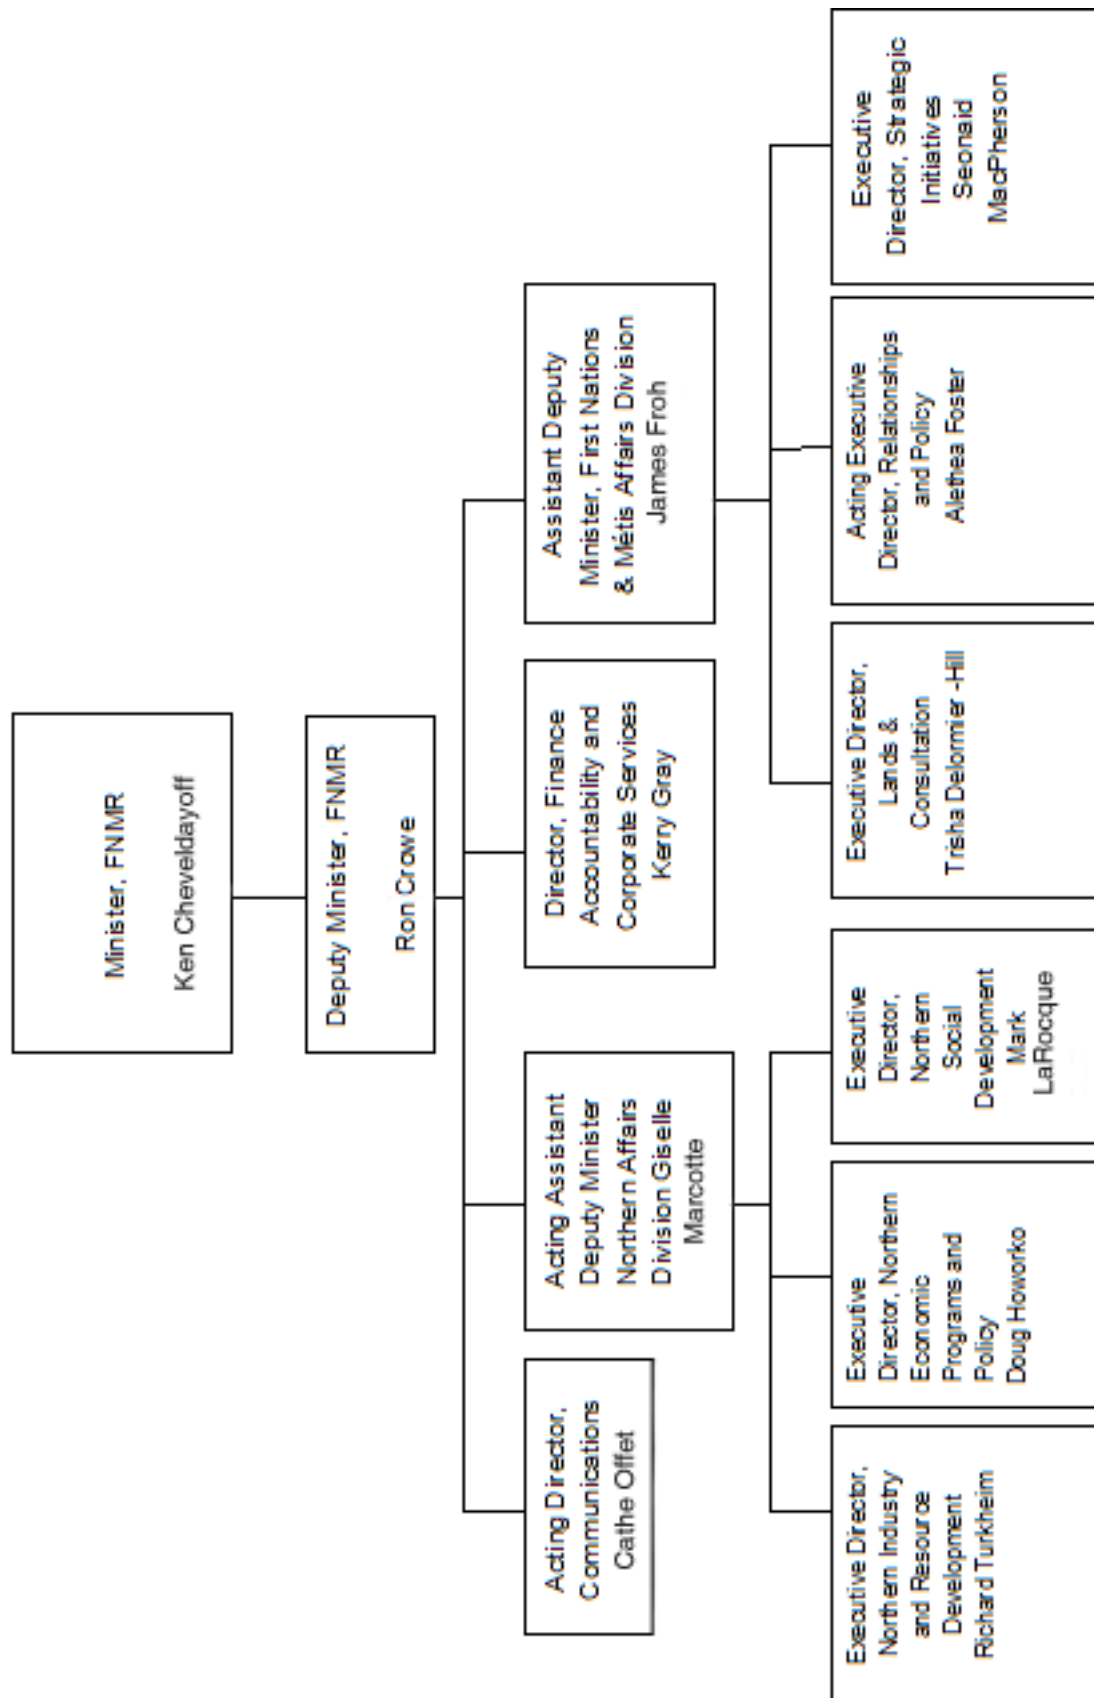 Minister, FNMR
Ken Cheveldayoff
Deputy Minister, FNMR
Ron Crowe
Acting Director,
Communications
Cathe Offet
Acting Assistant
Deputy Minister
Northern Affairs
Division Giselle
Marcotte
Director, Finance
Accountability and
Corporate Services
Kerry Gray
Assistant Deputy
Minister, First Nations
& Métis Affairs Division
James Froh
Executive Director,
Northern Industry
and Resource
Development
Richard Turkheim
Executive
Director, Northern
Economic
Programs and
Policy
Doug Howorko
Executive
Director,
Northern
Social
Development
Mark
LaRocque
Executive Director,
Lands &
Consultation
Trisha Delormier -Hill
Acting Executive
Director, Relationships
and Policy
Alethea Foster
Executive
Director, Strategic
Initiatives
Seonaid
MacPherson